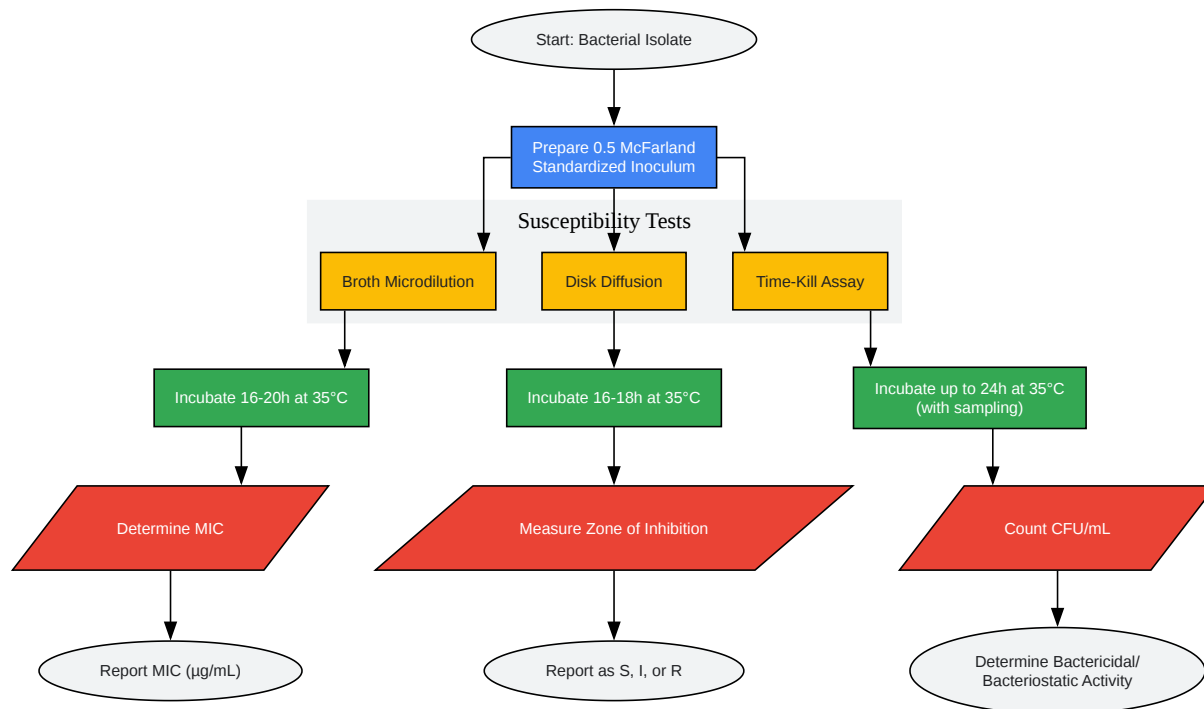 Start: Bacterial Isolate
Prepare 0.5 McFarland
Standardized Inoculum
Susceptibility Tests
Broth Microdilution
Disk Diffusion
Time-Kill Assay
Incubate 16-20h at 35°C
Incubate 16-18h at 35°C
Incubate up to 24h at 35°C
(with sampling)
Determine MIC
Measure Zone of Inhibition
Count CFU/mL
Report MIC (µg/mL)
Report as S, I, or R
Determine Bactericidal/
Bacteriostatic Activity